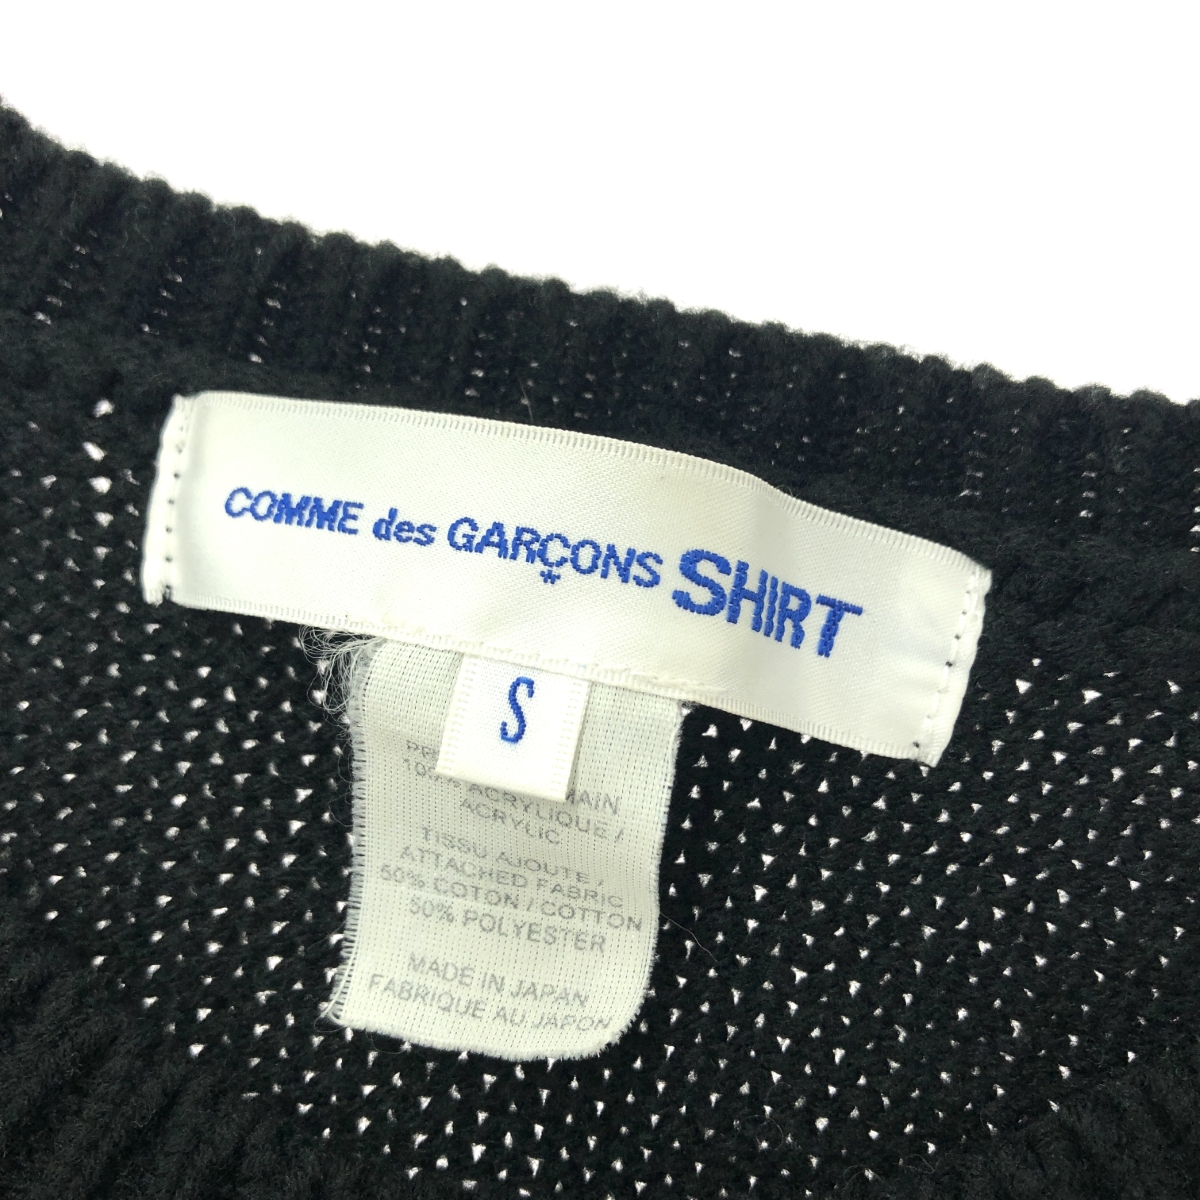 COMME des GARÇONS SHIRT
S
MAIN
ACRYLIQUE /
ACRYLIC
TISSU AJOUTE /
ATTACHED FABRIC
50% COTON / COTTON
50% POLYESTER
MADE IN JAPAN
FABRIQUE AU JAPON